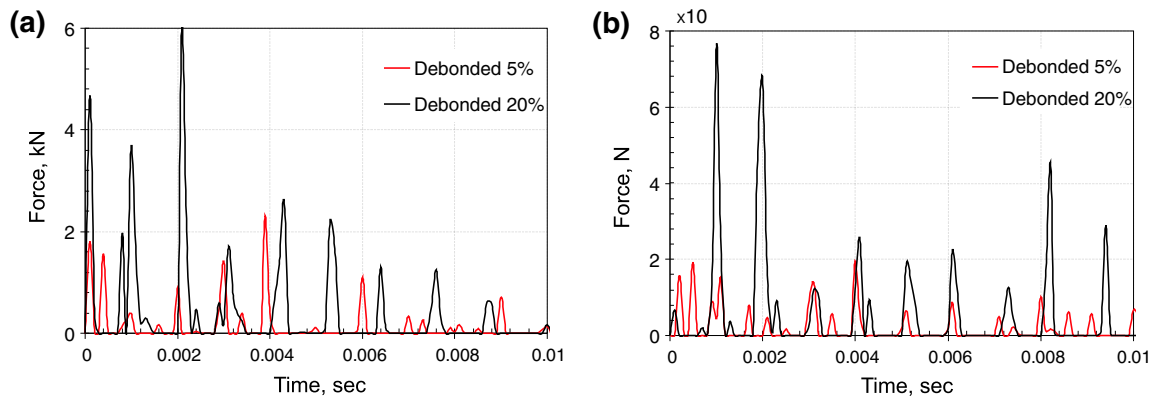 (a)
6
4
2
0
Force, kN
Debonded 5%
Debonded 20%
0
0.002
0.004
0.006
0.008
0.01
Time, sec
(b)
×10
8
6
4
2
0
Force, N
Debonded 5%
Debonded 20%
0
0.002
0.004
0.006
0.008
0.01
Time, sec